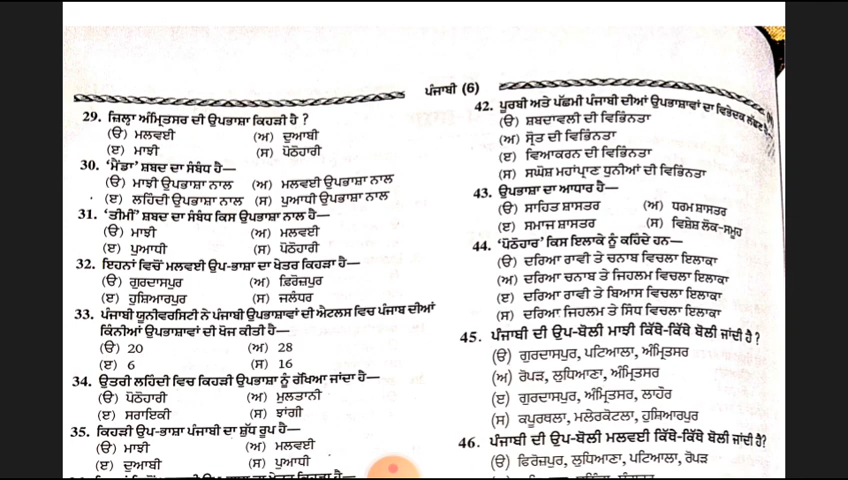 ਪੰਜਾਬੀ (6)
29. ਜ਼ਿਲ੍ਹਾ ਅੰਮ੍ਰਿਤਸਰ ਦੀ ਉਪਭਾਸ਼ਾ ਕਿਹੜੀ ਹੈ ?
(ੳ) ਮਲਵਈ (ਅ) ਦੁਆਬੀ
(ੲ) ਮਾਝੀ (ਸ) ਪੋਠੋਹਾਰੀ
30. 'ਮੈਂਡਾ' ਸ਼ਬਦ ਦਾ ਸੰਬੰਧ ਹੈ—
(ੳ) ਮਾਝੀ ਉਪਭਾਸ਼ਾ ਨਾਲ (ਅ) ਮਲਵਈ ਉਪਭਾਸ਼ਾ ਨਾਲ
(ੲ) ਲਹਿੰਦੀ ਉਪਭਾਸ਼ਾ ਨਾਲ (ਸ) ਪੁਆਧੀ ਉਪਭਾਸ਼ਾ ਨਾਲ
31. 'ਤੀਮੀਂ' ਸ਼ਬਦ ਦਾ ਸੰਬੰਧ ਕਿਸ ਉਪਭਾਸ਼ਾ ਨਾਲ ਹੈ—
(ੳ) ਮਾਝੀ (ਅ) ਮਲਵਈ
(ੲ) ਪੁਆਧੀ (ਸ) ਪੋਠੋਹਾਰੀ
32. ਇਹਨਾਂ ਵਿਚੋਂ ਮਲਵਈ ਉਪ-ਭਾਸ਼ਾ ਦਾ ਖੇਤਰ ਕਿਹੜਾ ਹੈ—
(ੳ) ਗੁਰਦਾਸਪੁਰ (ਅ) ਫ਼ਿਰੋਜ਼ਪੁਰ
(ੲ) ਹੁਸ਼ਿਆਰਪੁਰ (ਸ) ਜਲੰਧਰ
33. ਪੰਜਾਬੀ ਯੂਨੀਵਰਸਿਟੀ ਨੇ ਪੰਜਾਬੀ ਉਪਭਾਸ਼ਾਵਾਂ ਦੀ ਐਟਲਸ ਵਿਚ ਪੰਜਾਬ ਦੀਆਂ
ਕਿੰਨੀਆਂ ਉਪਭਾਸ਼ਾਵਾਂ ਦੀ ਖੋਜ ਕੀਤੀ ਹੈ—
(ੳ) 20 (ਅ) 28
(ੲ) 6 (ਸ) 16
34. ਉਤਰੀ ਲਹਿੰਦੀ ਵਿਚ ਕਿਹੜੀ ਉਪਭਾਸ਼ਾ ਨੂੰ ਰੱਖਿਆ ਜਾਂਦਾ ਹੈ—
(ੳ) ਪੋਠੋਹਾਰੀ (ਅ) ਮੁਲਤਾਨੀ
(ੲ) ਸਰਾਇਕੀ (ਸ) ਝਾਂਗੀ
35. ਕਿਹੜੀ ਉਪ-ਭਾਸ਼ਾ ਪੰਜਾਬੀ ਦਾ ਸ਼ੁੱਧ ਰੂਪ ਹੈ—
(ੳ) ਮਾਝੀ (ਅ) ਮਲਵਈ
(ੲ) ਦੁਆਬੀ (ਸ) ਪੁਆਧੀ
42. ਪੂਰਬੀ ਅਤੇ ਪੱਛਮੀ ਪੰਜਾਬੀ ਦੀਆਂ ਉਪਭਾਸ਼ਾਵਾਂ ਦਾ ਵਿਭੇਦਕ ਲੱਛਣ
(ੳ) ਸ਼ਬਦਾਵਲੀ ਦੀ ਵਿਭਿੰਨਤਾ
(ਅ) ਸ੍ਰੋਤ ਦੀ ਵਿਭਿੰਨਤਾ
(ੲ) ਵਿਆਕਰਨ ਦੀ ਵਿਭਿੰਨਤਾ
(ਸ) ਸਘੋਸ਼ ਮਹਾਂਪ੍ਰਾਣ ਧੁਨੀਆਂ ਦੀ ਵਿਭਿੰਨਤਾ
43. ਉਪਭਾਸ਼ਾ ਦਾ ਆਧਾਰ ਹੈ—
(ੳ) ਸਾਹਿਤ ਸ਼ਾਸਤਰ (ਅ) ਧਰਮ ਸ਼ਾਸਤਰ
(ੲ) ਸਮਾਜ ਸ਼ਾਸਤਰ (ਸ) ਵਿਸ਼ੇਸ਼ ਲੋਕ-ਸਮੂਹ
44. 'ਪੋਠੋਹਾਰ' ਕਿਸ ਇਲਾਕੇ ਨੂੰ ਕਹਿੰਦੇ ਹਨ—
(ੳ) ਦਰਿਆ ਰਾਵੀ ਤੇ ਚਨਾਬ ਵਿਚਲਾ ਇਲਾਕਾ
(ਅ) ਦਰਿਆ ਚਨਾਬ ਤੇ ਜਿਹਲਮ ਵਿਚਲਾ ਇਲਾਕਾ
(ੲ) ਦਰਿਆ ਰਾਵੀ ਤੇ ਬਿਆਸ ਵਿਚਲਾ ਇਲਾਕਾ
(ਸ) ਦਰਿਆ ਜਿਹਲਮ ਤੇ ਸਿੰਧ ਵਿਚਲਾ ਇਲਾਕਾ
45. ਪੰਜਾਬੀ ਦੀ ਉਪ-ਬੋਲੀ ਮਾਝੀ ਕਿੱਥੇ-ਕਿੱਥੇ ਬੋਲੀ ਜਾਂਦੀ ਹੈ ?
(ੳ) ਗੁਰਦਾਸਪੁਰ, ਪਟਿਆਲਾ, ਅੰਮ੍ਰਿਤਸਰ
(ਅ) ਰੋਪੜ, ਲੁਧਿਆਣਾ, ਅੰਮ੍ਰਿਤਸਰ
(ੲ) ਗੁਰਦਾਸਪੁਰ, ਅੰਮ੍ਰਿਤਸਰ, ਲਾਹੌਰ
(ਸ) ਕਪੂਰਥਲਾ, ਮਲੇਰਕੋਟਲਾ, ਹੁਸ਼ਿਆਰਪੁਰ
46. ਪੰਜਾਬੀ ਦੀ ਉਪ-ਬੋਲੀ ਮਲਵਈ ਕਿੱਥੇ-ਕਿੱਥੇ ਬੋਲੀ ਜਾਂਦੀ ਹੈ?
(ੳ) ਫਿਰੋਜ਼ਪੁਰ, ਲੁਧਿਆਣਾ, ਪਟਿਆਲਾ, ਰੋਪੜ